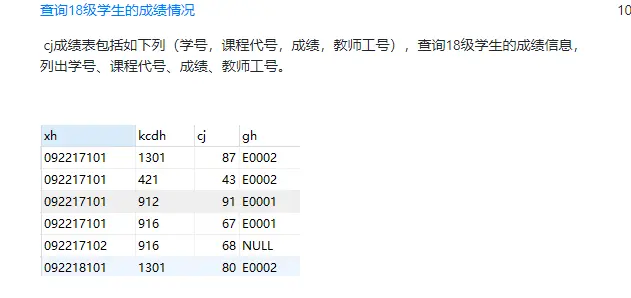 查询18级学生的成绩情况 10
cj成绩表包括如下列（学号，课程代号，成绩，教师工号），查询18级学生的成绩信息，
列出学号、课程代号、成绩、教师工号。
xh kcdh cj gh
092217101 1301 87 E0002
092217101 421 43 E0002
092217101 912 91 E0001
092217101 916 67 E0001
092217102 916 68 NULL
092218101 1301 80 E0002